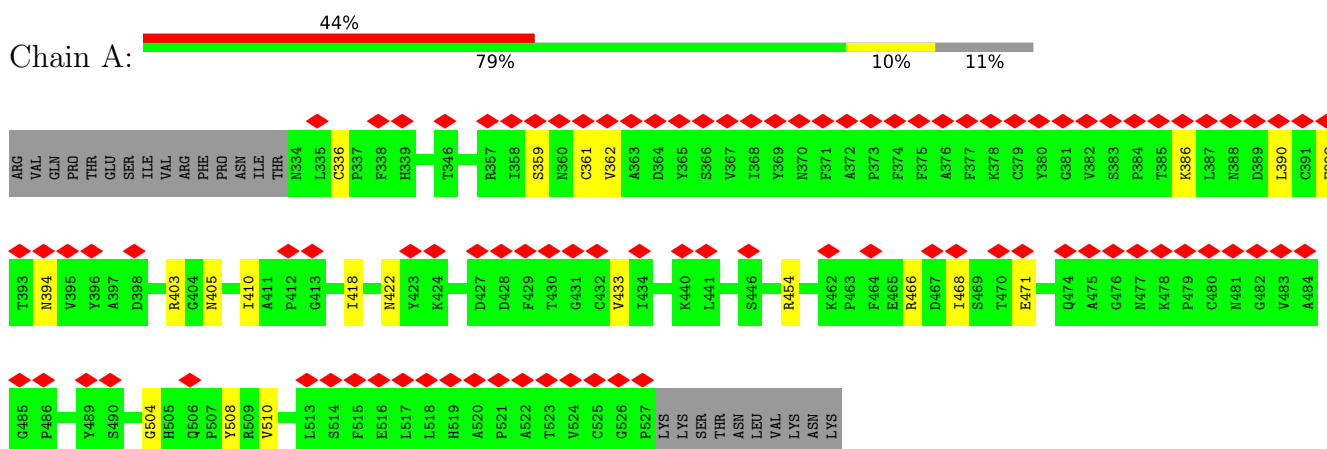 44%
Chain A:
79% 10% 11%
ARG VAL GLN PRO THR GLU SER ILE VAL ARG PHE PRO ASN ILE THR N334 L335 C336 P337 F338 H339 T346 R357 I358 S359 N360 C361 V362 A363 D364 Y365 S366 V367 I368 Y369 N370 F371 A372 P373 F374 F375 A376 F377 K378 C379 Y380 G381 V382 S383 P384 T385 K386 L387 N388 D389 L390 C391
T393 N394 V395 Y396 A397 D398 R403 G404 N405 I410 A411 P412 G413 I418 N422 Y423 K424 D427 D428 F429 T430 G431 C432 V433 I434 K440 L441 S446 R454 K462 P463 F464 E465 R466 D467 I468 S469 T470 E471 Q474 A475 G476 N477 K478 P479 C480 N481 G482 V483 A484
G485 P486 Y489 S490 G504 H505 Q506 P507 Y508 R509 V510 L513 S514 F515 E516 L517 L518 H519 A520 P521 A522 T523 V524 C525 G526 P527 LYS LYS SER THR ASN LEU VAL LYS ASN LYS